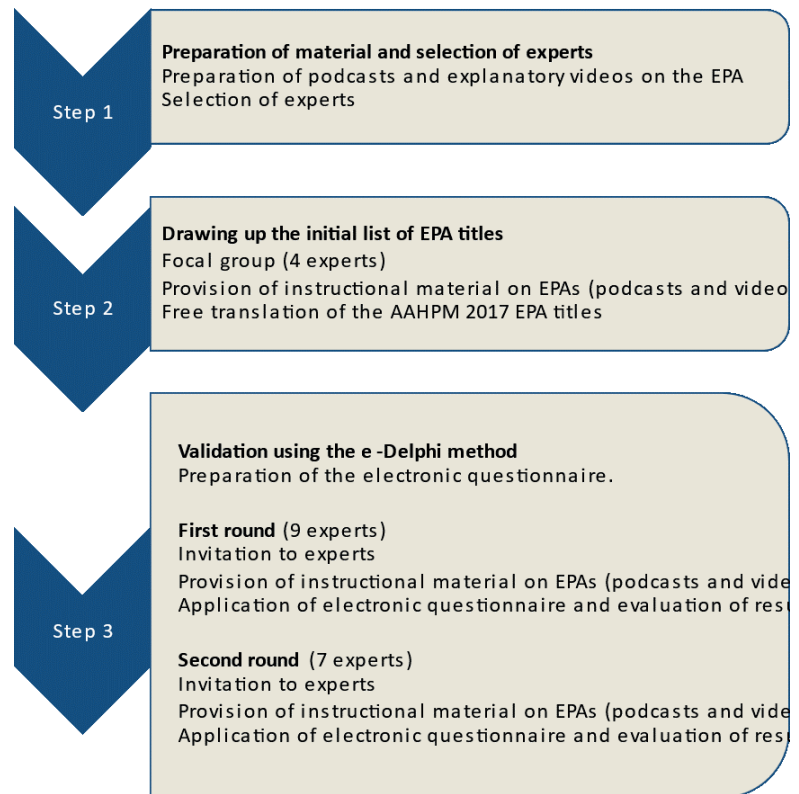 Step 1
Preparation of material and selection of experts
Preparation of podcasts and explanatory videos on the EPA
Selection of experts
Step 2
Drawing up the initial list of EPA titles
Focal group (4 experts)
Provision of instructional material on EPAs (podcasts and video
Free translation of the AAHPM 2017 EPA titles
Step 3
Validation using the e -Delphi method
Preparation of the electronic questionnaire.
First round (9 experts)
Invitation to experts
Provision of instructional material on EPAs (podcasts and vide
Application of electronic questionnaire and evaluation of resu
Second round (7 experts)
Invitation to experts
Provision of instructional material on EPAs (podcasts and vide
Application of electronic questionnaire and evaluation of resu